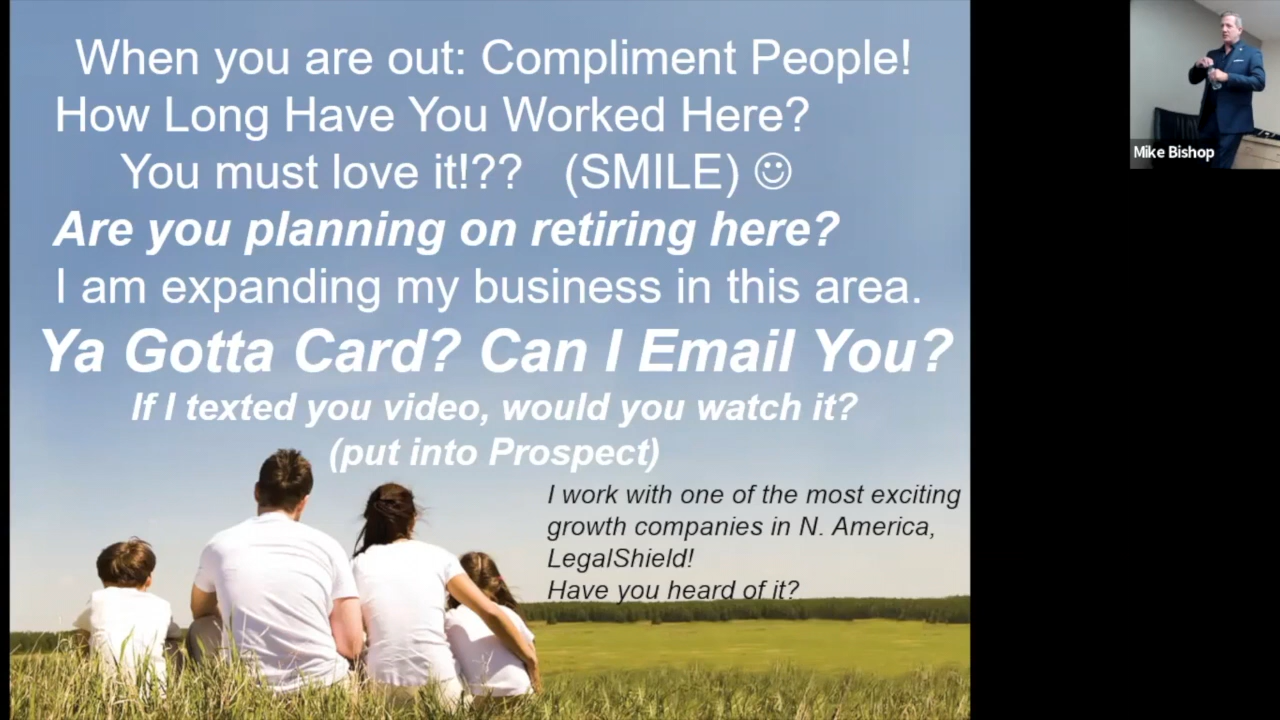 When you are out: Compliment People!
How Long Have You Worked Here?
You must love it!?? (SMILE) ☺
Are you planning on retiring here?
I am expanding my business in this area.
Ya Gotta Card? Can I Email You?
If I texted you video, would you watch it?
(put into Prospect)
I work with one of the most exciting
growth companies in N. America,
LegalShield!
Have you heard of it?
Mike Bishop